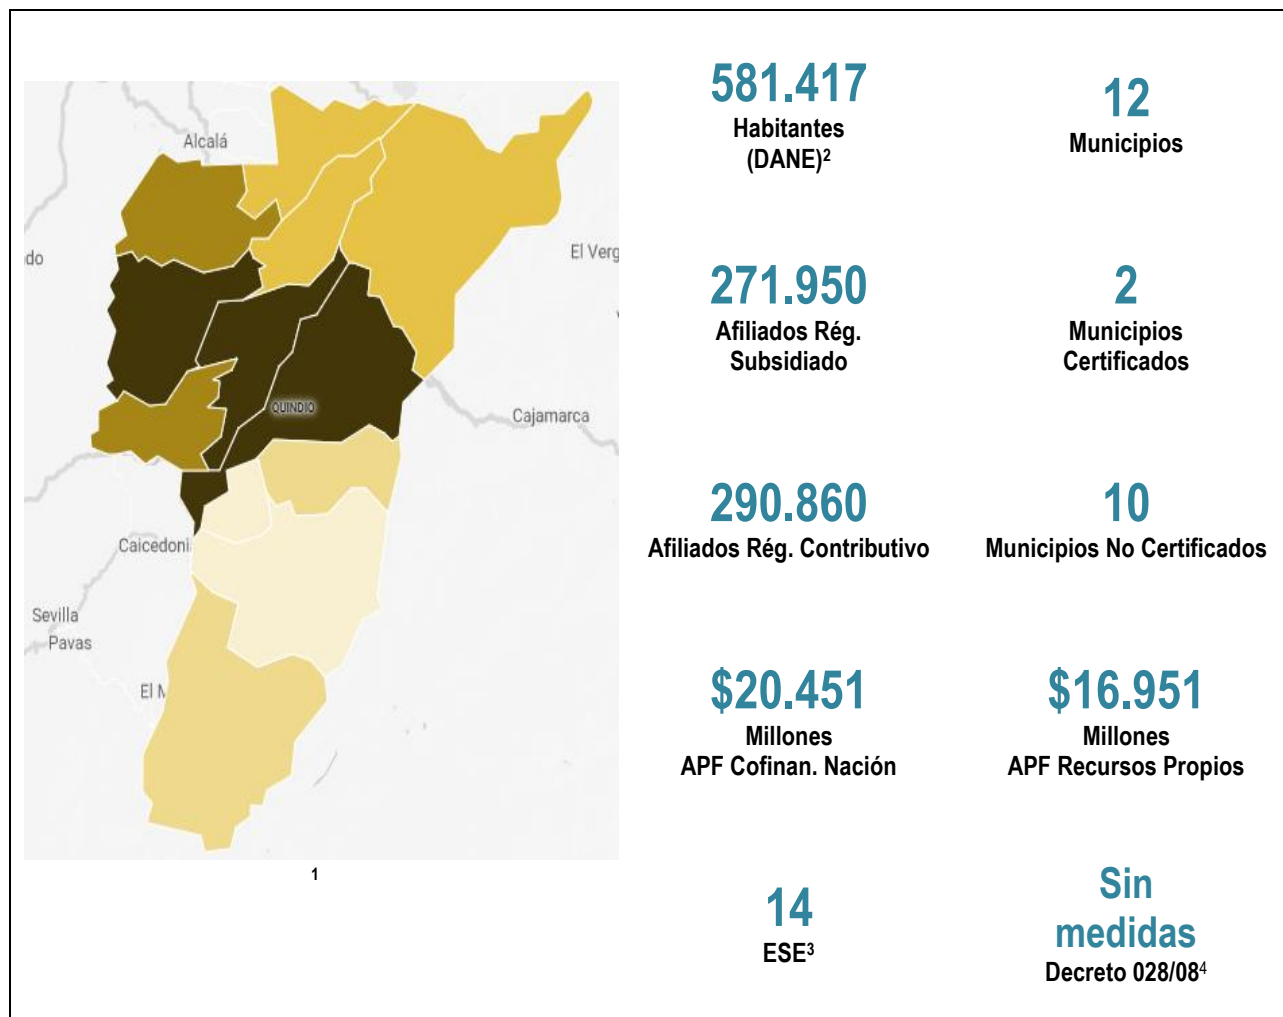 Alcalá
do
El Verg
QUINDIO
Cajamarca
Caicedoni
Sevilla
Pavas
El M
1
581.417
Habitantes
(DANE)²
12
Municipios
271.950
Afiliados Rég.
Subsidiado
2
Municipios
Certificados
290.860
Afiliados Rég. Contributivo
10
Municipios No Certificados
$20.451
Millones
APF Cofinan. Nación
$16.951
Millones
APF Recursos Propios
14
ESE³
Sin
medidas
Decreto 028/08⁴